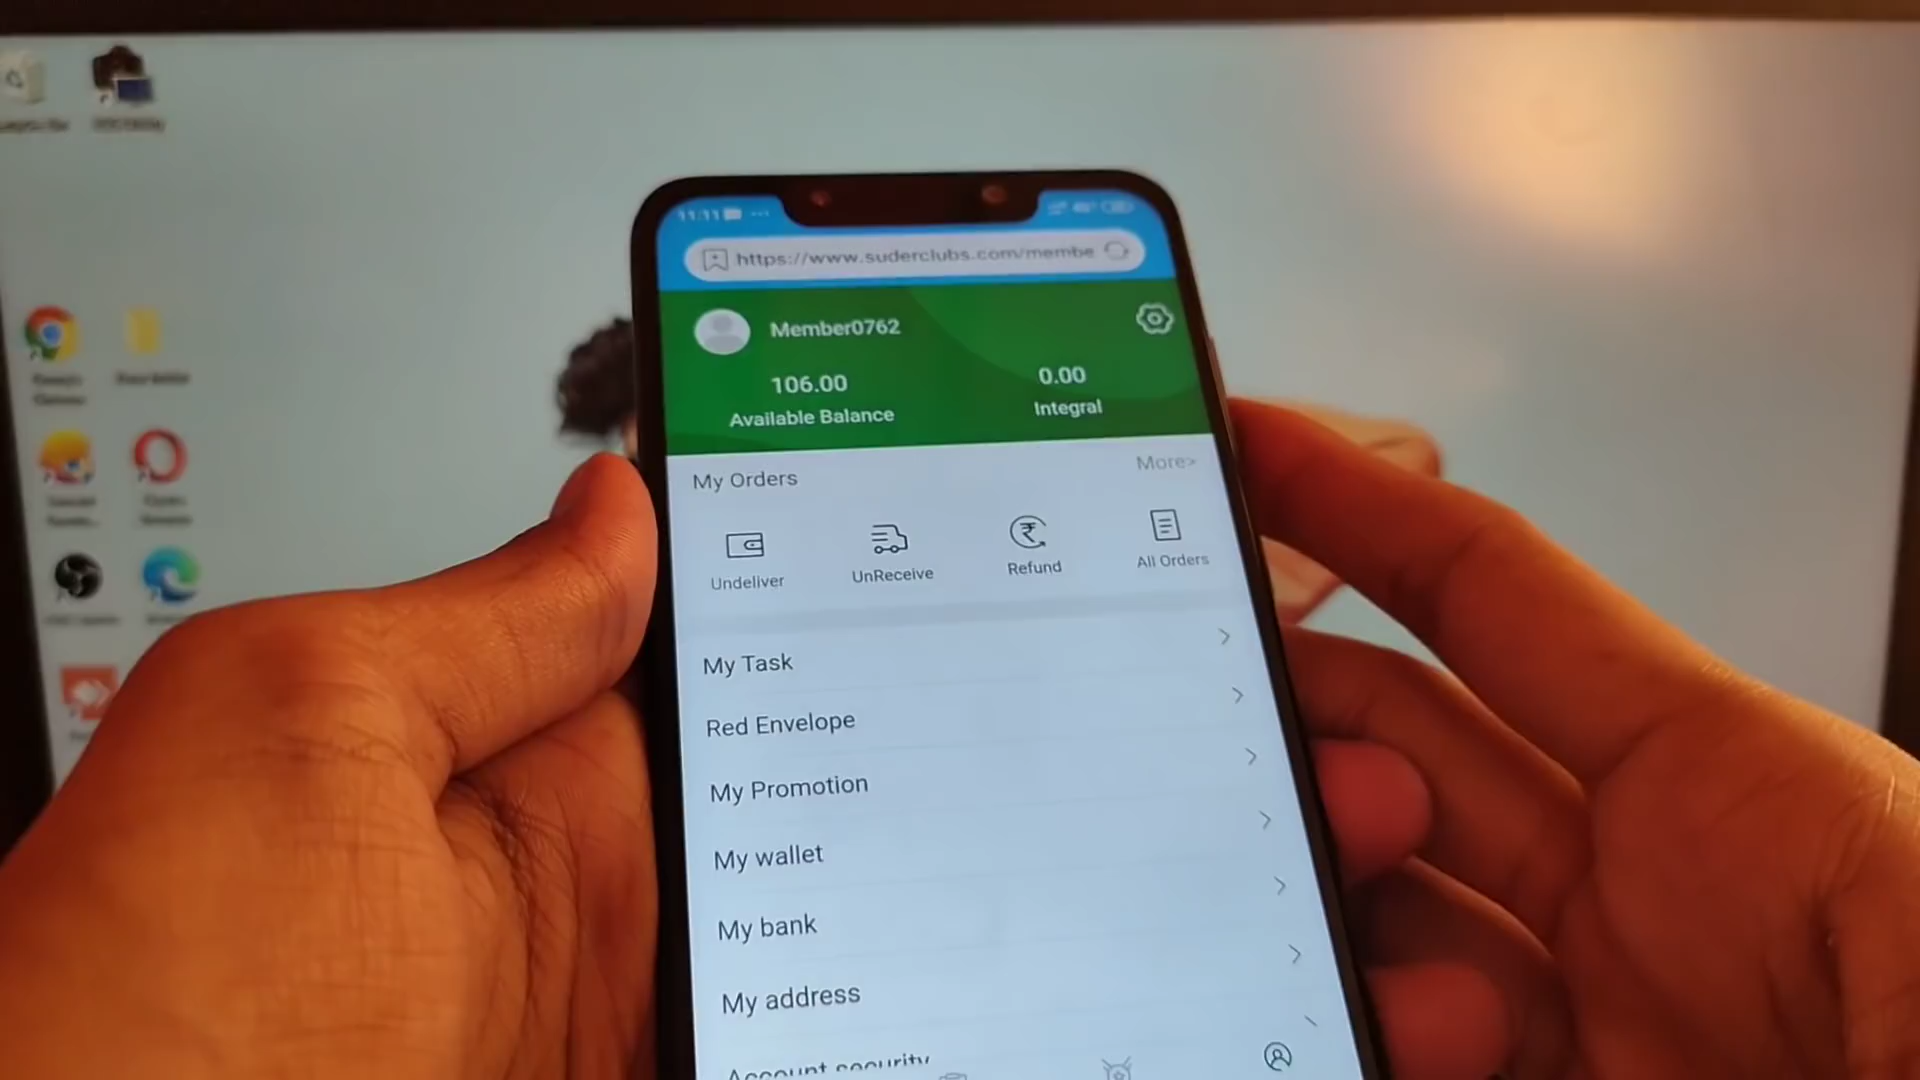 11:11
https://www.suderclubs.com/membe
Member0762
106.00
0.00
Available Balance
Integral
My Orders
More>
Undeliver
UnReceive
Refund
All Orders
My Task
Red Envelope
My Promotion
My wallet
My bank
My address
Account security